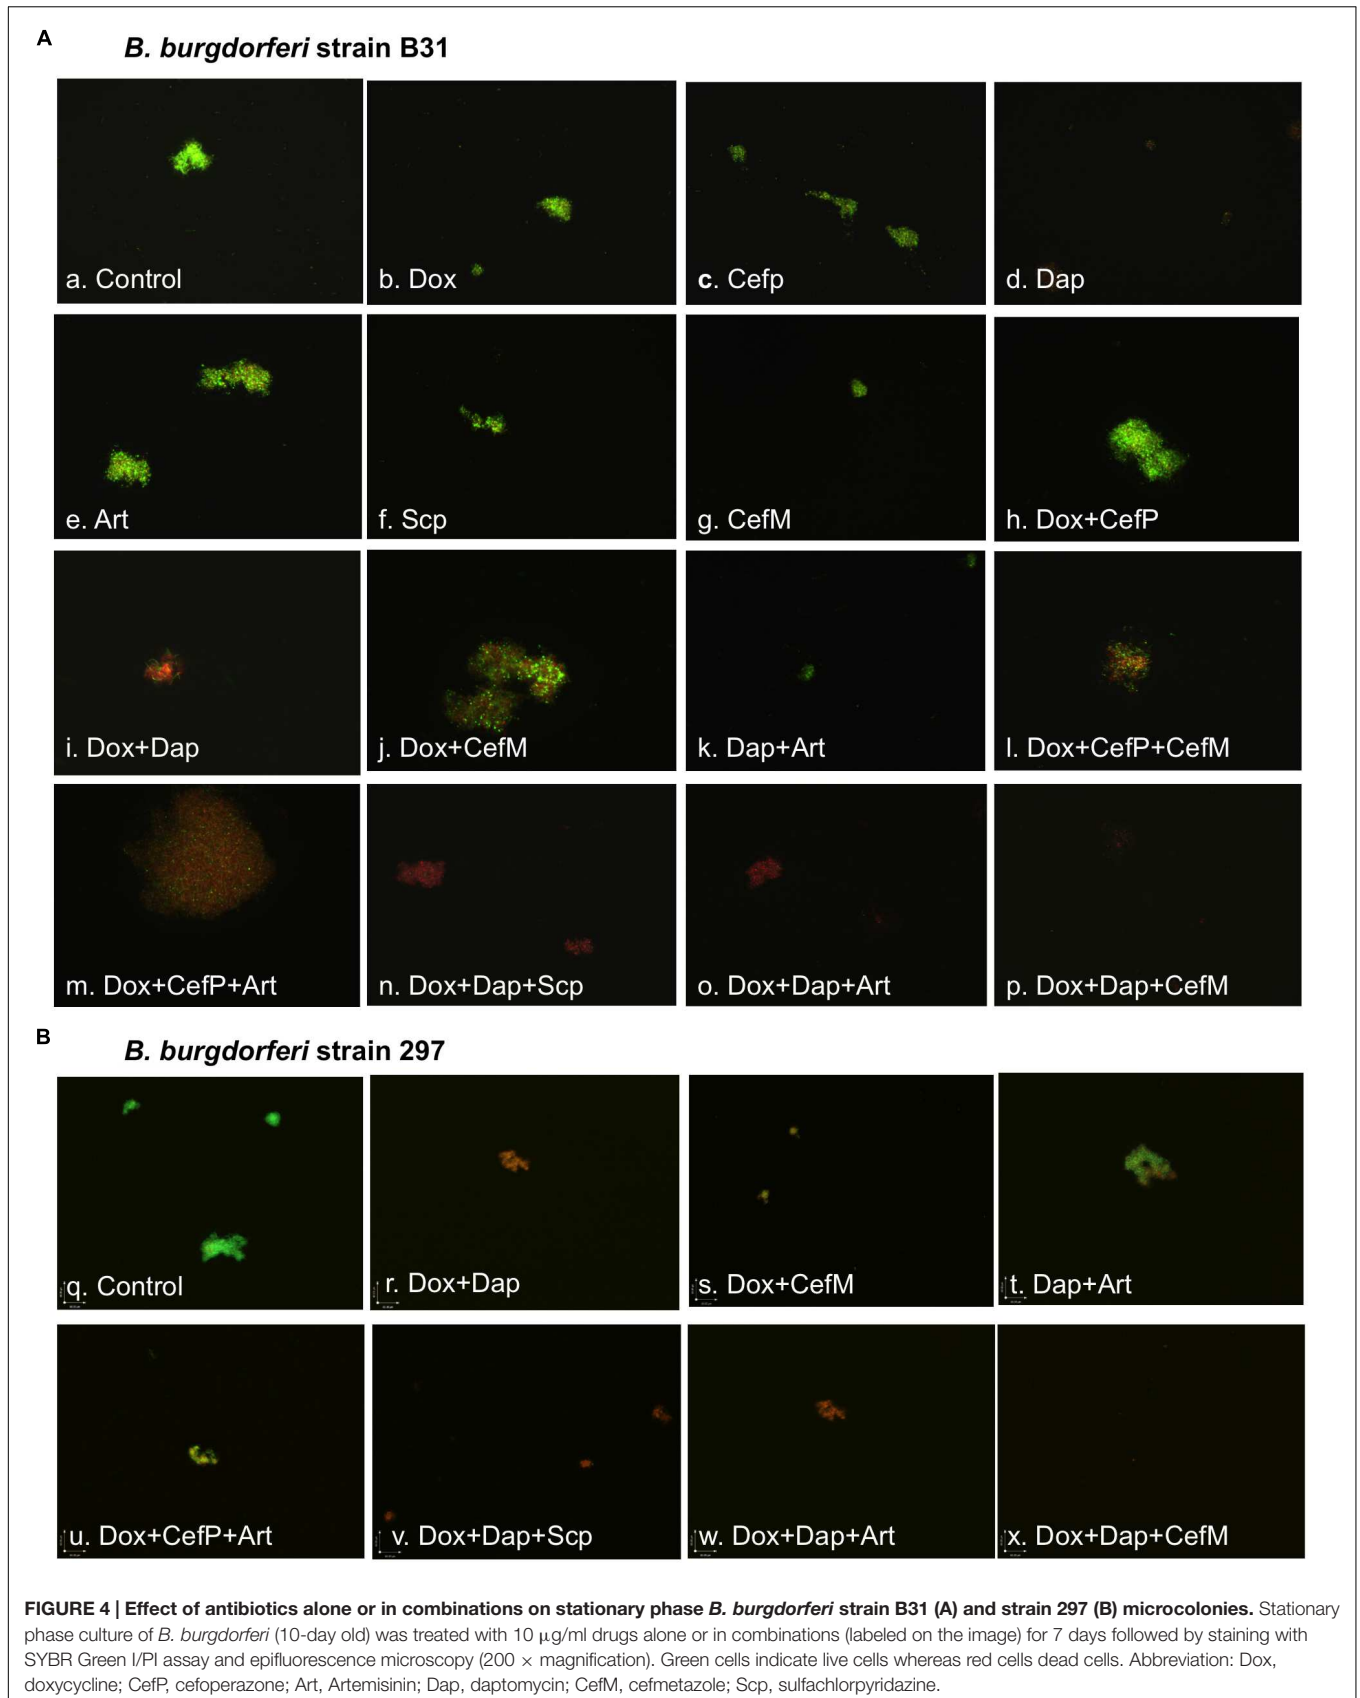 A
B. burgdorferi strain B31
a. Control
b. Dox
c. Cefp
d. Dap
e. Art
f. Scp
g. CefM
h. Dox+CefP
i. Dox+Dap
j. Dox+CefM
k. Dap+Art
l. Dox+CefP+CefM
m. Dox+CefP+Art
n. Dox+Dap+Scp
o. Dox+Dap+Art
p. Dox+Dap+CefM
B
B. burgdorferi strain 297
q. Control
r. Dox+Dap
s. Dox+CefM
t. Dap+Art
u. Dox+CefP+Art
v. Dox+Dap+Scp
w. Dox+Dap+Art
x. Dox+Dap+CefM
FIGURE 4 | Effect of antibiotics alone or in combinations on stationary phase B. burgdorferi strain B31 (A) and strain 297 (B) microcolonies. Stationary
phase culture of B. burgdorferi (10-day old) was treated with 10 μg/ml drugs alone or in combinations (labeled on the image) for 7 days followed by staining with
SYBR Green I/PI assay and epifluorescence microscopy (200 × magnification). Green cells indicate live cells whereas red cells dead cells. Abbreviation: Dox,
doxycycline; CefP, cefoperazone; Art, Artemisinin; Dap, daptomycin; CefM, cefmetazole; Scp, sulfachlorpyridazine.